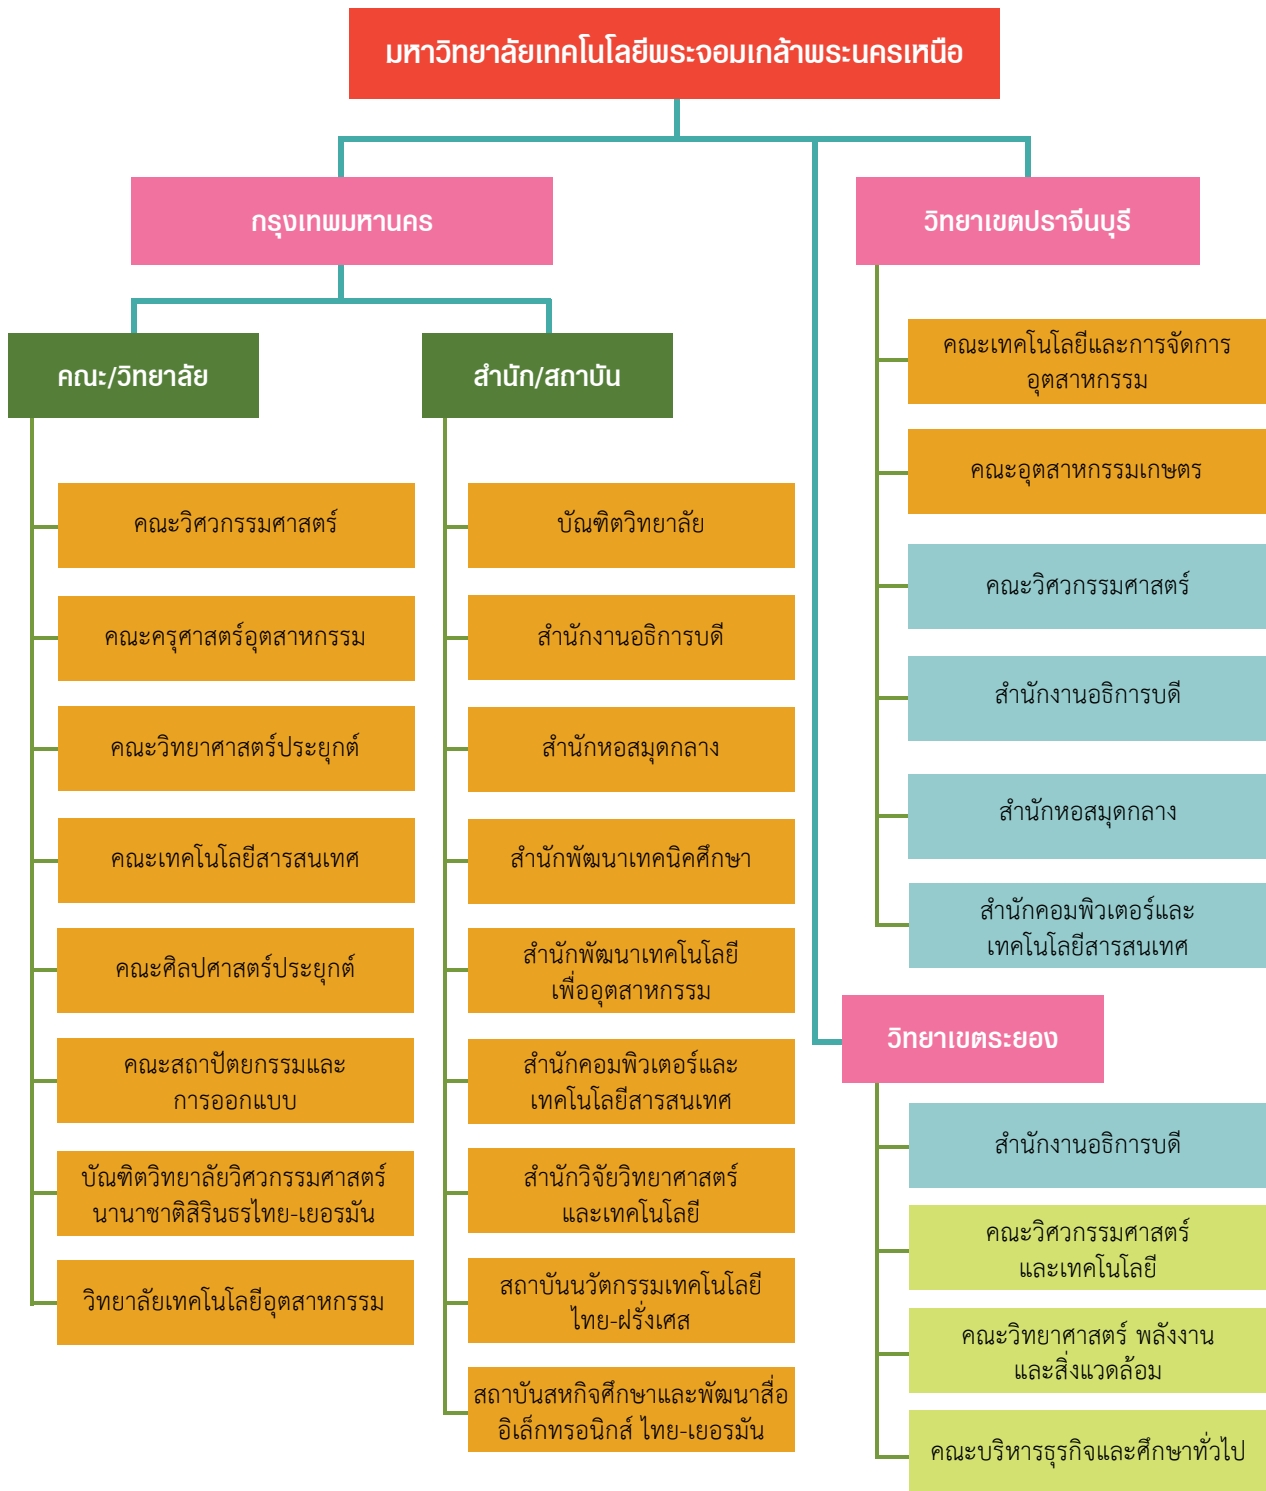 มหาวิทยาลัยเทคโนโลยีพระจอมเกล้าพระนครเหนือ
กรุงเทพมหานคร
คณะ/วิทยาลัย
คณะวิศวกรรมศาสตร์
คณะครุศาสตร์อุตสาหกรรม
คณะวิทยาศาสตร์ประยุกต์
คณะเทคโนโลยีสารสนเทศ
คณะศิลปศาสตร์ประยุกต์
คณะสถาปัตยกรรมและ
การออกแบบ
บัณฑิตวิทยาลัยวิศวกรรมศาสตร์
นานาชาติสิรินธรไทย-เยอรมัน
วิทยาลัยเทคโนโลยีอุตสาหกรรม
สำนัก/สถาบัน
บัณฑิตวิทยาลัย
สำนักงานอธิการบดี
สำนักหอสมุดกลาง
สำนักพัฒนาเทคนิคศึกษา
สำนักพัฒนาเทคโนโลยี
เพื่ออุตสาหกรรม
สำนักคอมพิวเตอร์และ
เทคโนโลยีสารสนเทศ
สำนักวิจัยวิทยาศาสตร์
และเทคโนโลยี
สถาบันนวัตกรรมเทคโนโลยี
ไทย-ฝรั่งเศส
สถาบันสหกิจศึกษาและพัฒนาสื่อ
อิเล็กทรอนิกส์ ไทย-เยอรมัน
วิทยาเขตปราจีนบุรี
คณะเทคโนโลยีและการจัดการ
อุตสาหกรรม
คณะอุตสาหกรรมเกษตร
คณะวิศวกรรมศาสตร์
สำนักงานอธิการบดี
สำนักหอสมุดกลาง
สำนักคอมพิวเตอร์และ
เทคโนโลยีสารสนเทศ
วิทยาเขตระยอง
สำนักงานอธิการบดี
คณะวิศวกรรมศาสตร์
และเทคโนโลยี
คณะวิทยาศาสตร์ พลังงาน
และสิ่งแวดล้อม
คณะบริหารธุรกิจและศึกษาทั่วไป